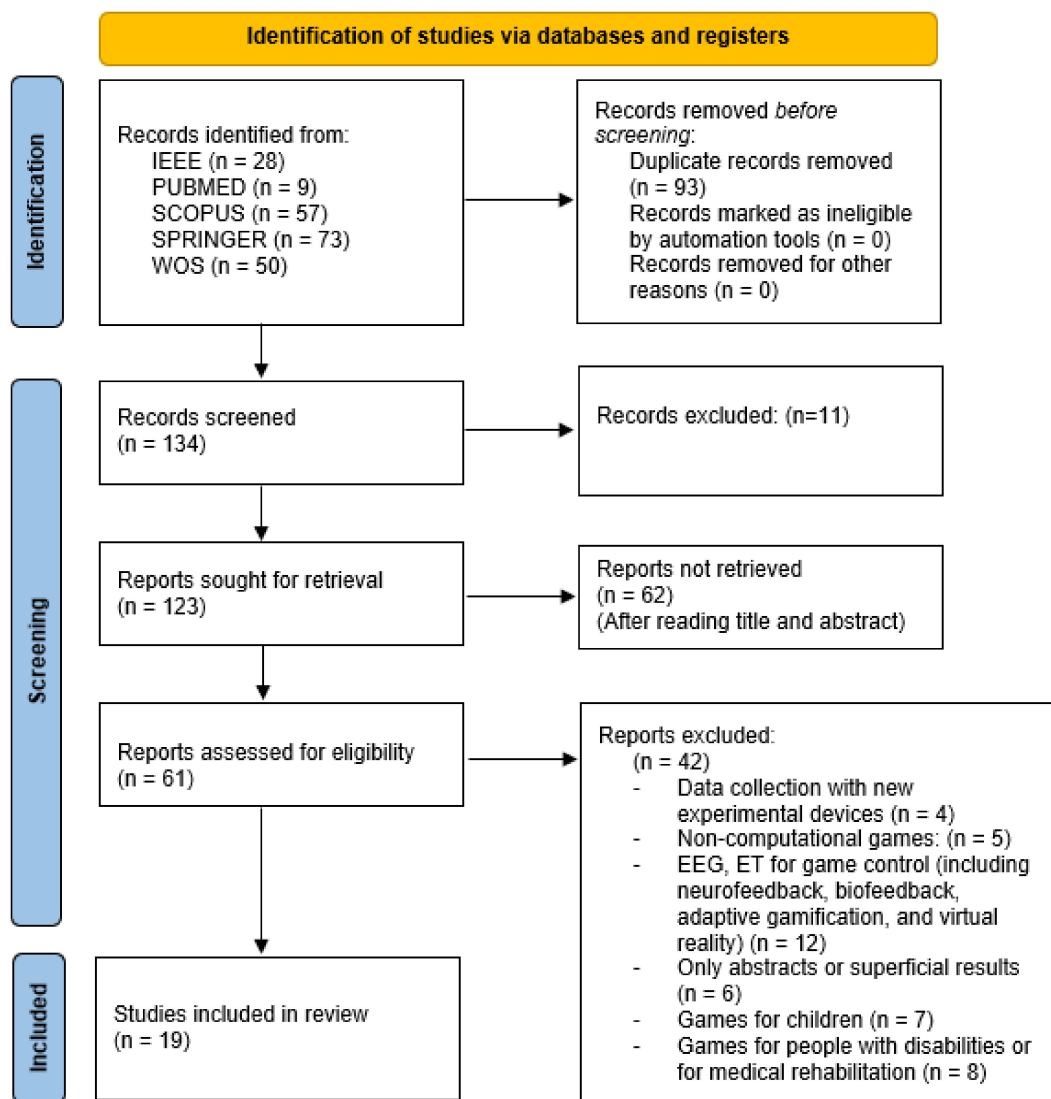 Identification of studies via databases and registers
Identification
Records identified from:
IEEE (n = 28)
PUBMED (n = 9)
SCOPUS (n = 57)
SPRINGER (n = 73)
WOS (n = 50)
Records removed before
screening:
Duplicate records removed
(n = 93)
Records marked as ineligible
by automation tools (n = 0)
Records removed for other
reasons (n = 0)
Screening
Records screened
(n = 134)
Records excluded: (n=11)
Reports sought for retrieval
(n = 123)
Reports not retrieved
(n = 62)
(After reading title and abstract)
Reports assessed for eligibility
(n = 61)
Reports excluded:
(n = 42)
- Data collection with new
experimental devices (n = 4)
- Non-computational games: (n = 5)
- EEG, ET for game control (including
neurofeedback, biofeedback,
adaptive gamification, and virtual
reality) (n = 12)
- Only abstracts or superficial results
(n = 6)
- Games for children (n = 7)
- Games for people with disabilities or
for medical rehabilitation (n = 8)
Included
Studies included in review
(n = 19)